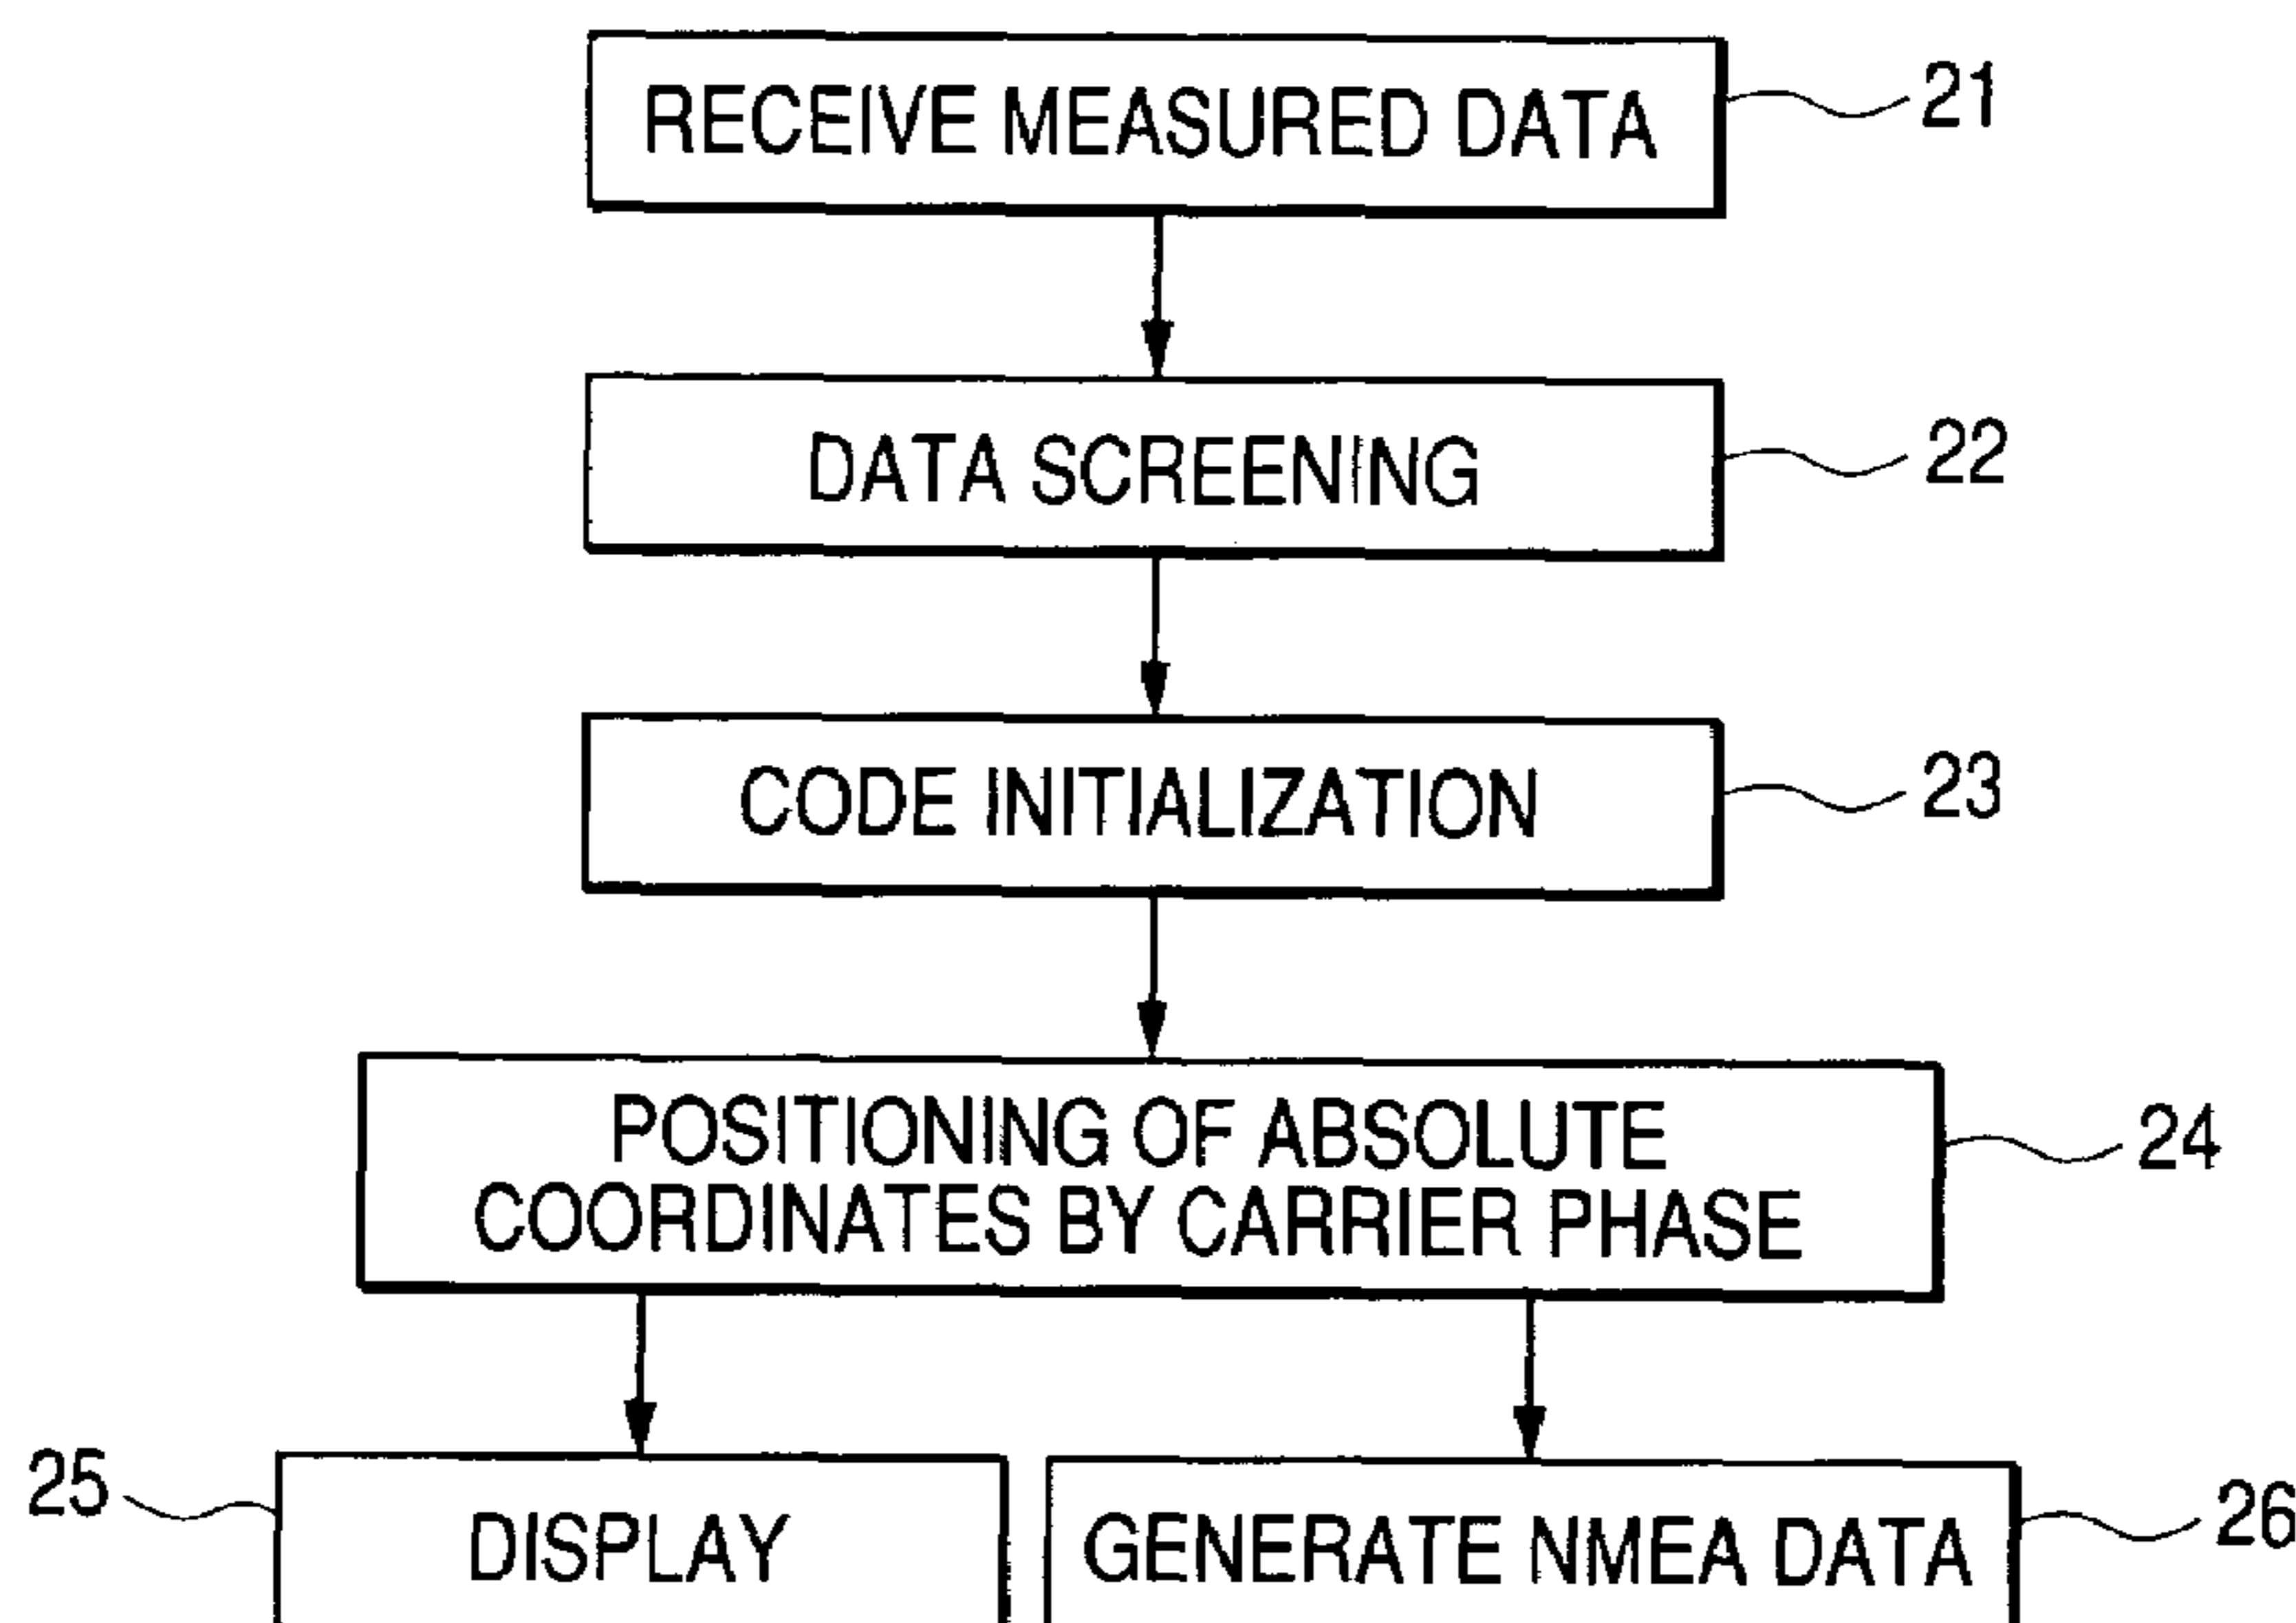 RECEIVE MEASURED DATA
21
DATA SCREENING
22
CODE INITIALIZATION
23
POSITIONING OF ABSOLUTE
COORDINATES BY CARRIER PHASE
24
25
DISPLAY
GENERATE NMEA DATA
26